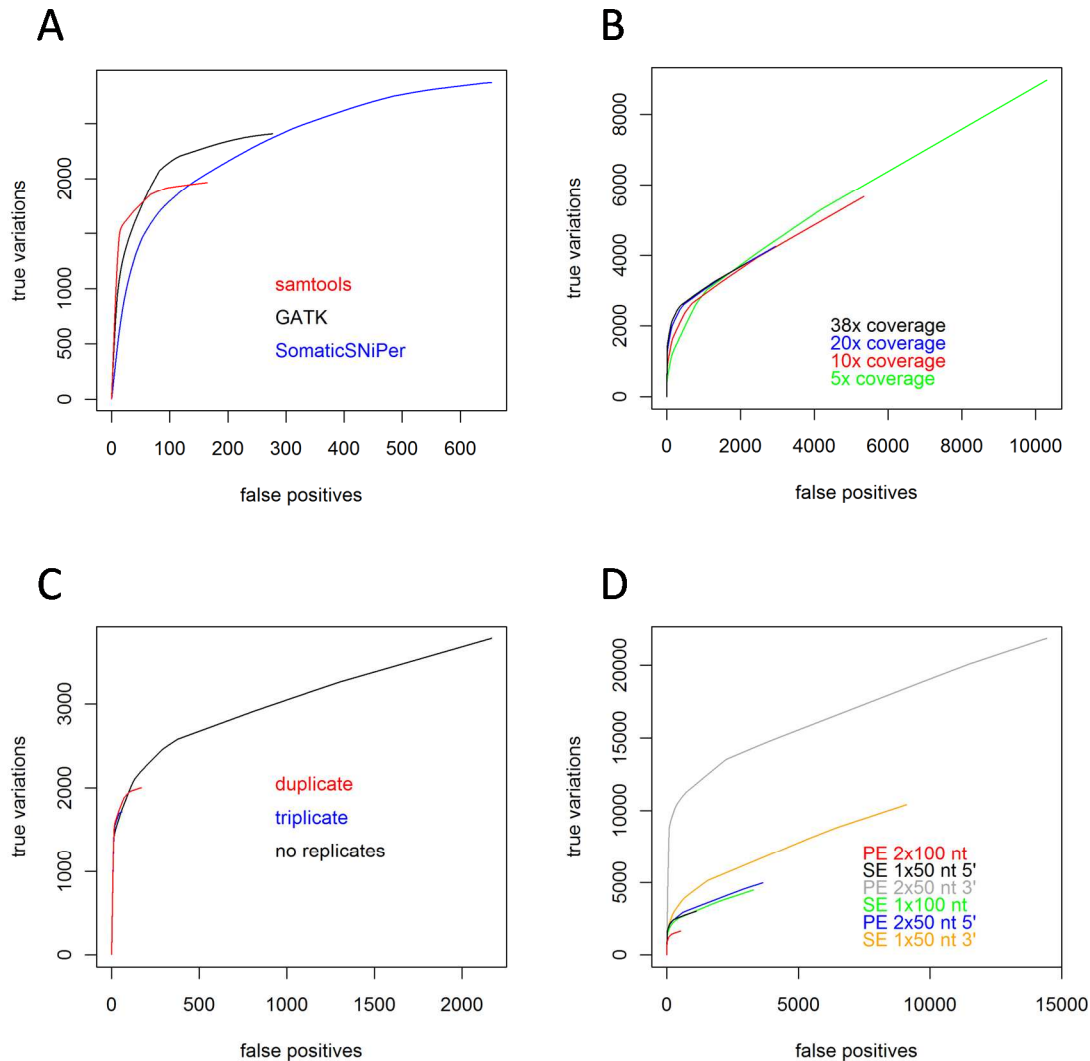 A
true variations
0
500
1000
2000
0 100 200 300 400 500 600
false positives
samtools
GATK
SomaticSNiPer
B
true variations
0 2000 4000 6000 8000
0 2000 4000 6000 8000 10000
false positives
38x coverage
20x coverage
10x coverage
5x coverage
C
true variations
0 1000 2000 3000
0 500 1000 1500 2000
false positives
duplicate
triplicate
no replicates
D
true variations
0 5000 10000 15000 20000
0 5000 10000 15000
false positives
PE 2x100 nt
SE 1x50 nt 5'
PE 2x50 nt 3'
SE 1x100 nt
PE 2x50 nt 5'
SE 1x50 nt 3'